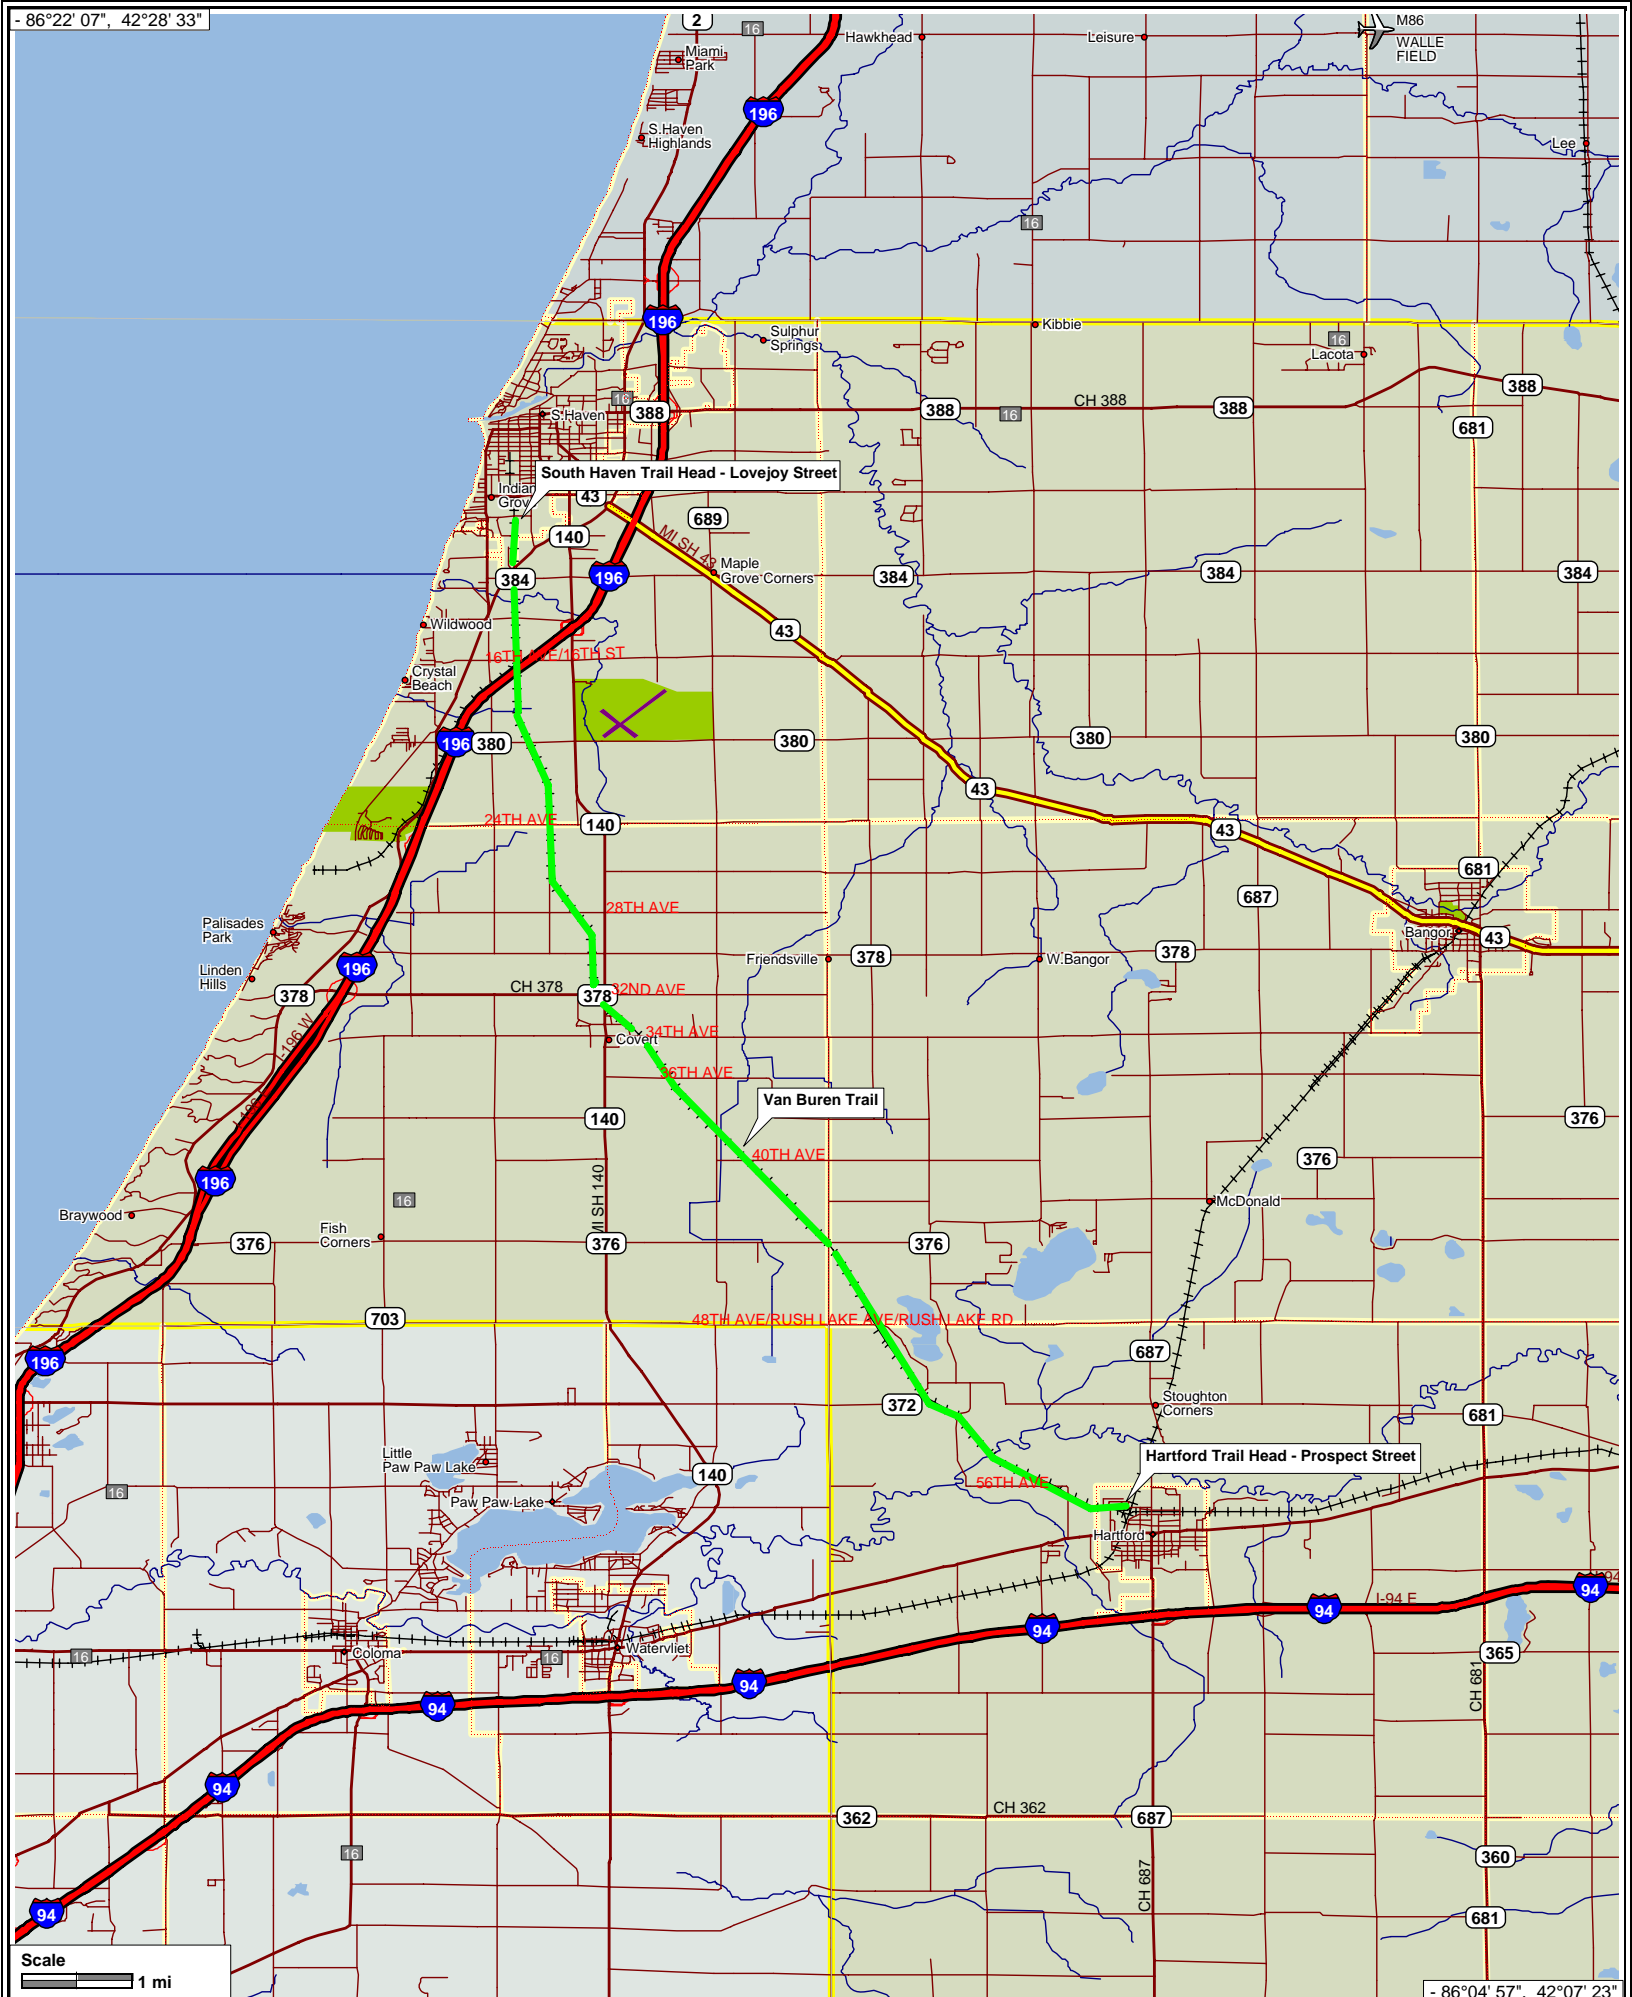 - 86°22' 07",  42°28' 33"
2
16
Hawkhead
Leisure
M86
WALLE
FIELD
Miami
Park
196
S.Haven
Highlands
Lee
16
196
Sulphur
Springs
Kibbie
16
Lacota
16
388
S.Haven
388
16
CH 388
388
388
681
South Haven Trail Head - Lovejoy Street
Indian
Grov
43
689
140
MI SH 43
Maple
Grove Corners
384
196
384
384
384
Wildwood
43
16TH AVE/16TH ST
Crystal
Beach
196
380
380
380
380
43
24TH AVE
140
43
681
687
28TH AVE
Palisades
Park
Bangor
43
Linden
Hills
196
Friendsville
378
W.Bangor
378
378
CH 378
378
32ND AVE
I-196 W
34TH AVE
Covert
36TH AVE
Van Buren Trail
140
376
40TH AVE
376
196
MI SH 140
16
McDonald
Braywood
Fish
Corners
376
376
376
703
48TH AVE/RUSH LAKE AVE/RUSH LAKE RD
196
687
372
Stoughton
Corners
681
Little
Paw Paw Lake
140
Hartford Trail Head - Prospect Street
56TH AVE
16
Paw Paw Lake
Hartford
94
I-94 E
94
94
16
Coloma
16
Watervliet
365
94
94
CH 681
94
362
CH 362
687
16
360
CH 687
94
681
Scale
1 mi
- 86°04' 57",  42°07' 23"